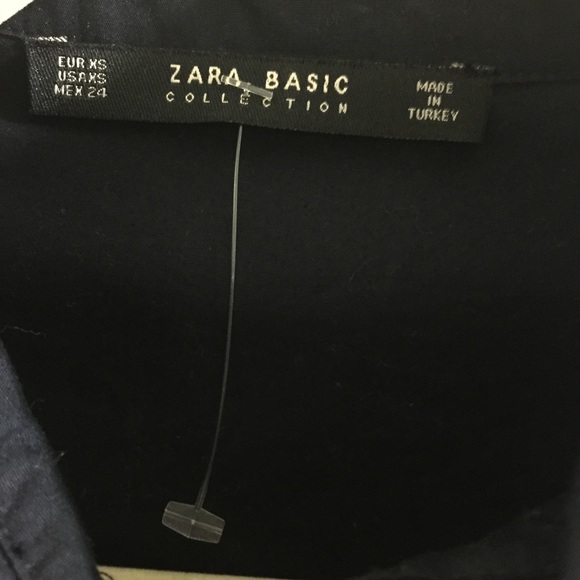 EUR XS
USA XS
MEX 24
ZARA BASIC
COLLECTION
MADE
IN
TURKEY